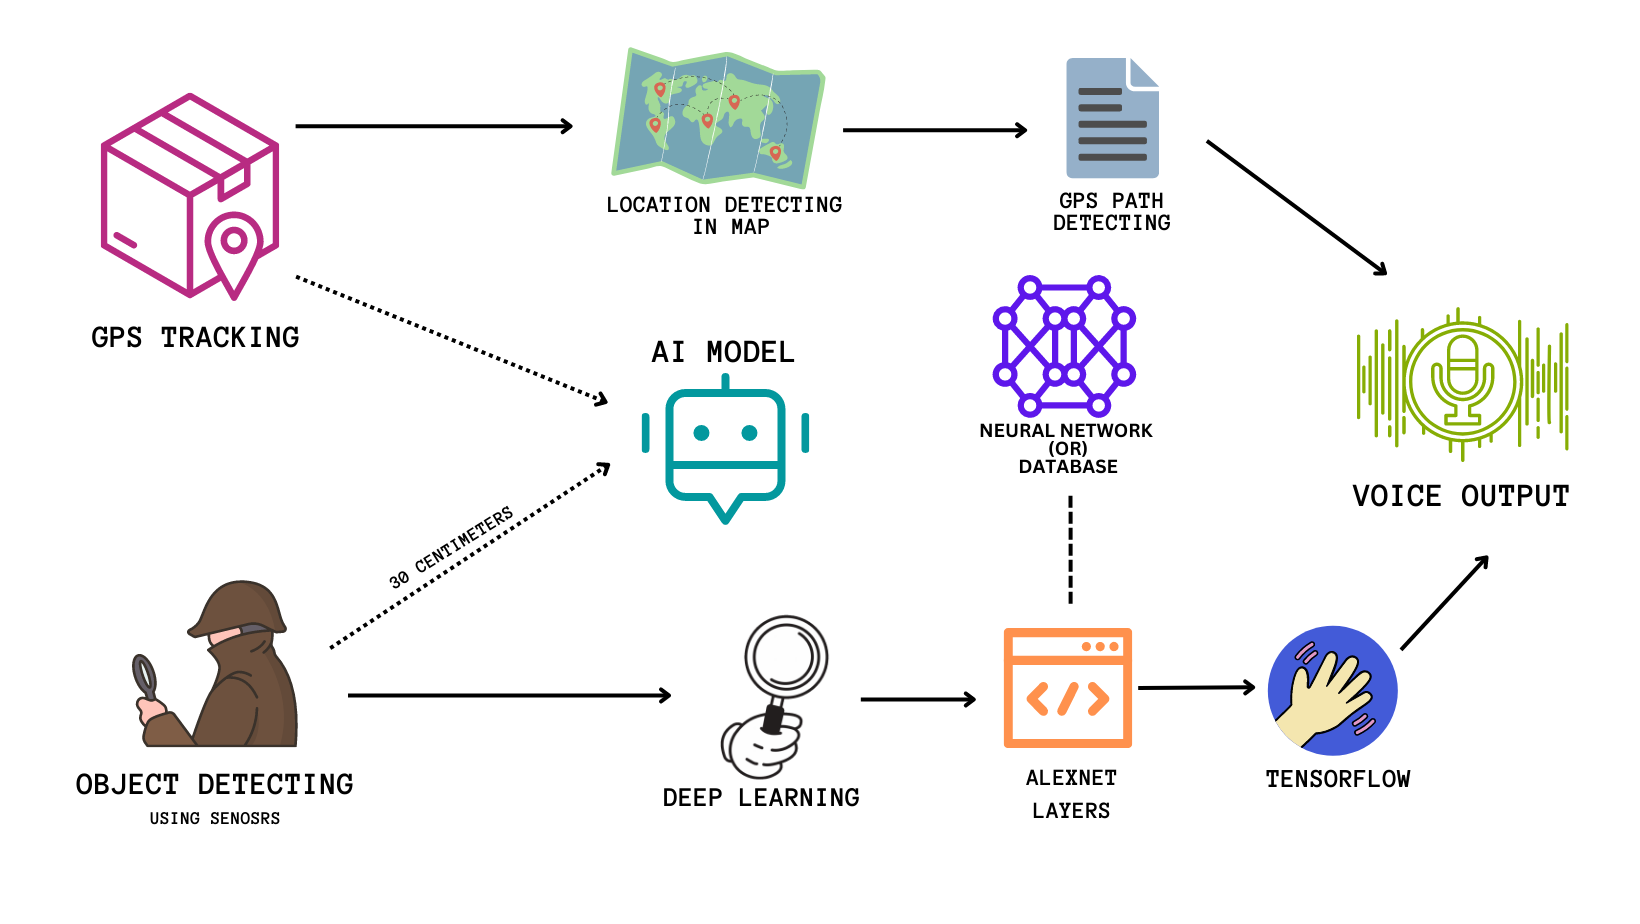 LOCATION DETECTING
IN MAP
GPS PATH
DETECTING
GPS TRACKING
AI MODEL
NEURAL NETWORK
(OR)
DATABASE
VOICE OUTPUT
30 CENTIMETERS
OBJECT DETECTING
USING SENOSRS
DEEP LEARNING
ALEXNET
LAYERS
TENSORFLOW